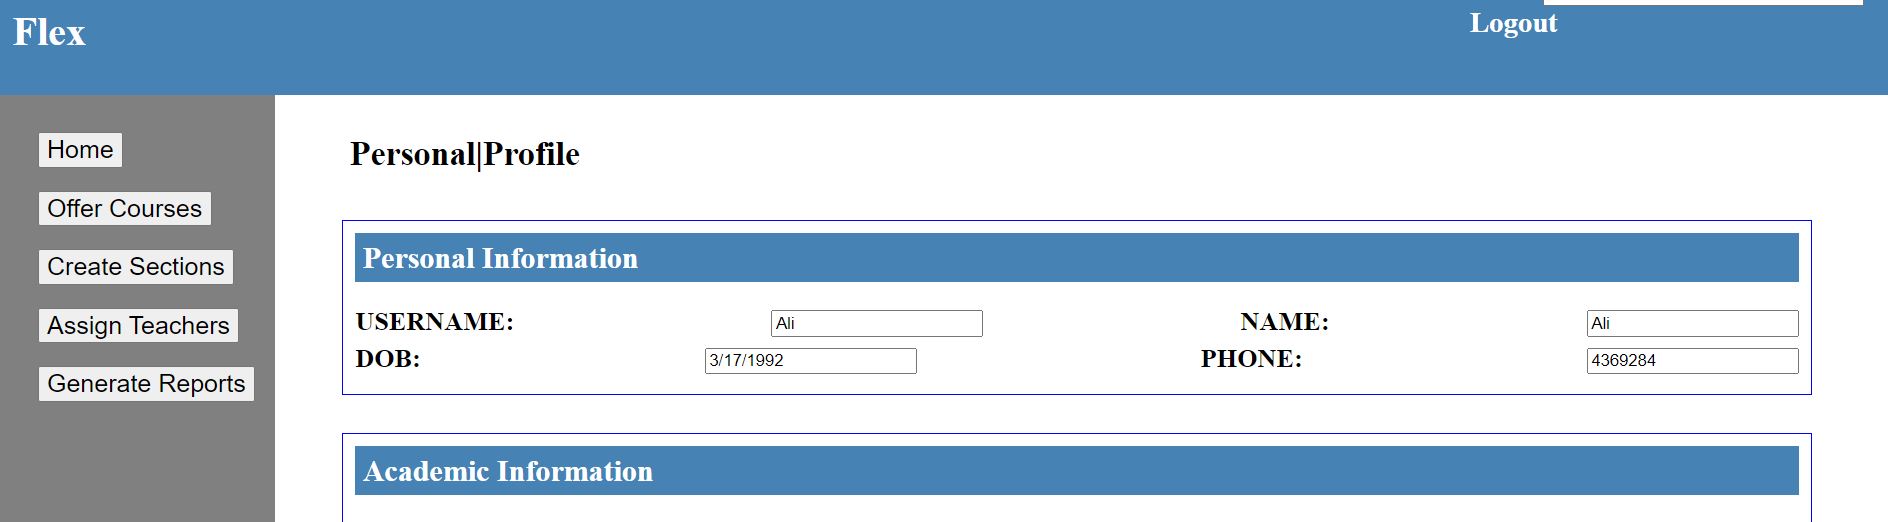 Flex
Logout
Home
Offer Courses
Create Sections
Assign Teachers
Generate Reports
Personal|Profile
Personal Information
USERNAME: Ali NAME: Ali
DOB: 3/17/1992 PHONE: 4369284
Academic Information